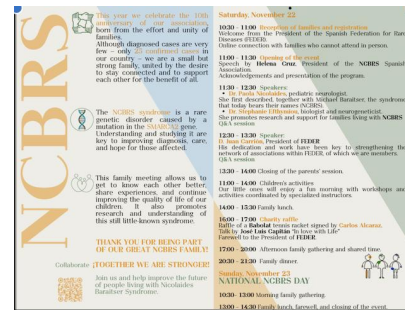 NCBRS
This year we celebrate the 10th
anniversary of our association,
born from the effort and unity of
families.
Although diagnosed cases are very
few – only 23 confirmed cases in
our country – we are a small but
strong family, united by the desire
to stay connected and to support
each other for the benefit of all.
The NCBRS syndrome is a rare
genetic disorder caused by a
mutation in the SMARCA2 gene.
Understanding and studying it are
key to improving diagnosis, care,
and hope for those affected.
This family meeting allows us to
get to know each other better,
share experiences, and continue
improving the quality of life of our
children. It also promotes
research and understanding of
this still little-known syndrome.
THANK YOU FOR BEING PART
OF OUR GREAT NCBRS FAMILY!
Collaborate (TOGETHER WE ARE STRONGER)
Join us and help improve the future
of people living with Nicolaides
Baraitser Syndrome.
Saturday, November 22
10:30 – 11:00 Reception of families and registration
Welcome from the President of the Spanish Federation for Rare
Diseases (FEDER).
Online connection with families who cannot attend in person.
11:00 – 11:30 Opening of the event
Speech by Helena Cruz, President of the NCBRS Spanish
Association.
Acknowledgements and presentation of the program.
11:30 – 12:30 Speakers:
• Dr Paola Nicolaides, pediatric neurologist.
She first described, together with Michael Baraitser, the syndrome
that today bears their names (NCBRS).
• Dr Stephanie Efthymiou, biologist and neurogeneticist.
She promotes research and support for families living with NCBRS
Q&A session
12:30 – 13:30 Speaker:
D. Juan Carrión, President of FEDER
His dedication and work have been key to strengthening the
network of associations within FEDER, of which we are members.
Q&A session
13:30 – 14:00 Closing of the parents' session.
11:00 – 14:00 Children's activities
Our little ones will enjoy a fun morning with workshops and
activities coordinated by specialized instructors.
14:00 – 15:30 Family lunch.
16:00 – 17:00 Charity raffle
Raffle of a Babolat tennis racket signed by Carlos Alcaraz.
Talk by José Luis Capitán "In love with Life"
Farewell to the President of FEDER
17:00 – 20:00 Afternoon family gathering and shared time.
20:30 – 21:30 Family dinner.
Sunday, November 23
NATIONAL NCBRS DAY
10:30– 13:00 Morning family gathering.
13:00 – 14:30 Family lunch, farewell, and closing of the event.